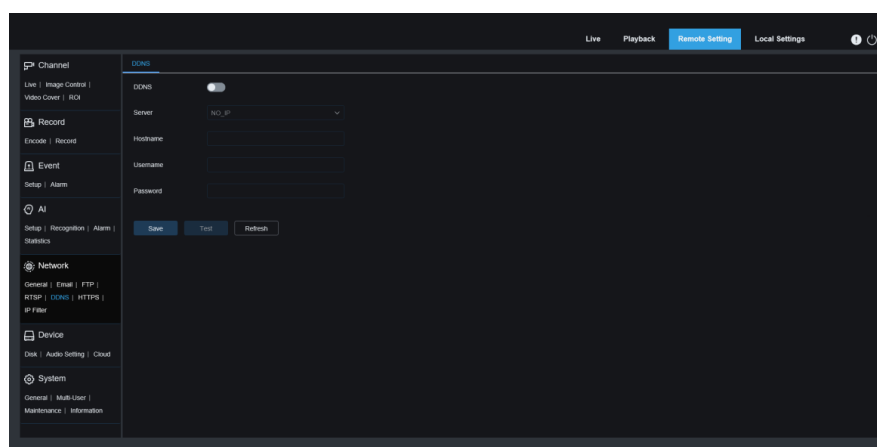 Live Playback Remote Setting Local Settings
Channel
Live | Image Control |
Video Cover | ROI
Record
Encode | Record
Event
Setup | Alarm
AI
Setup | Recognition | Alarm |
Statistics
Network
General | Email | FTP |
RTSP | DDNS | HTTPS |
IP Filter
Device
Disk | Audio Setting | Cloud
System
General | Multi-User |
Maintenance | Information
DDNS
DDNS
Server NO_IP
Hostname
Username
Password
Save Test Refresh